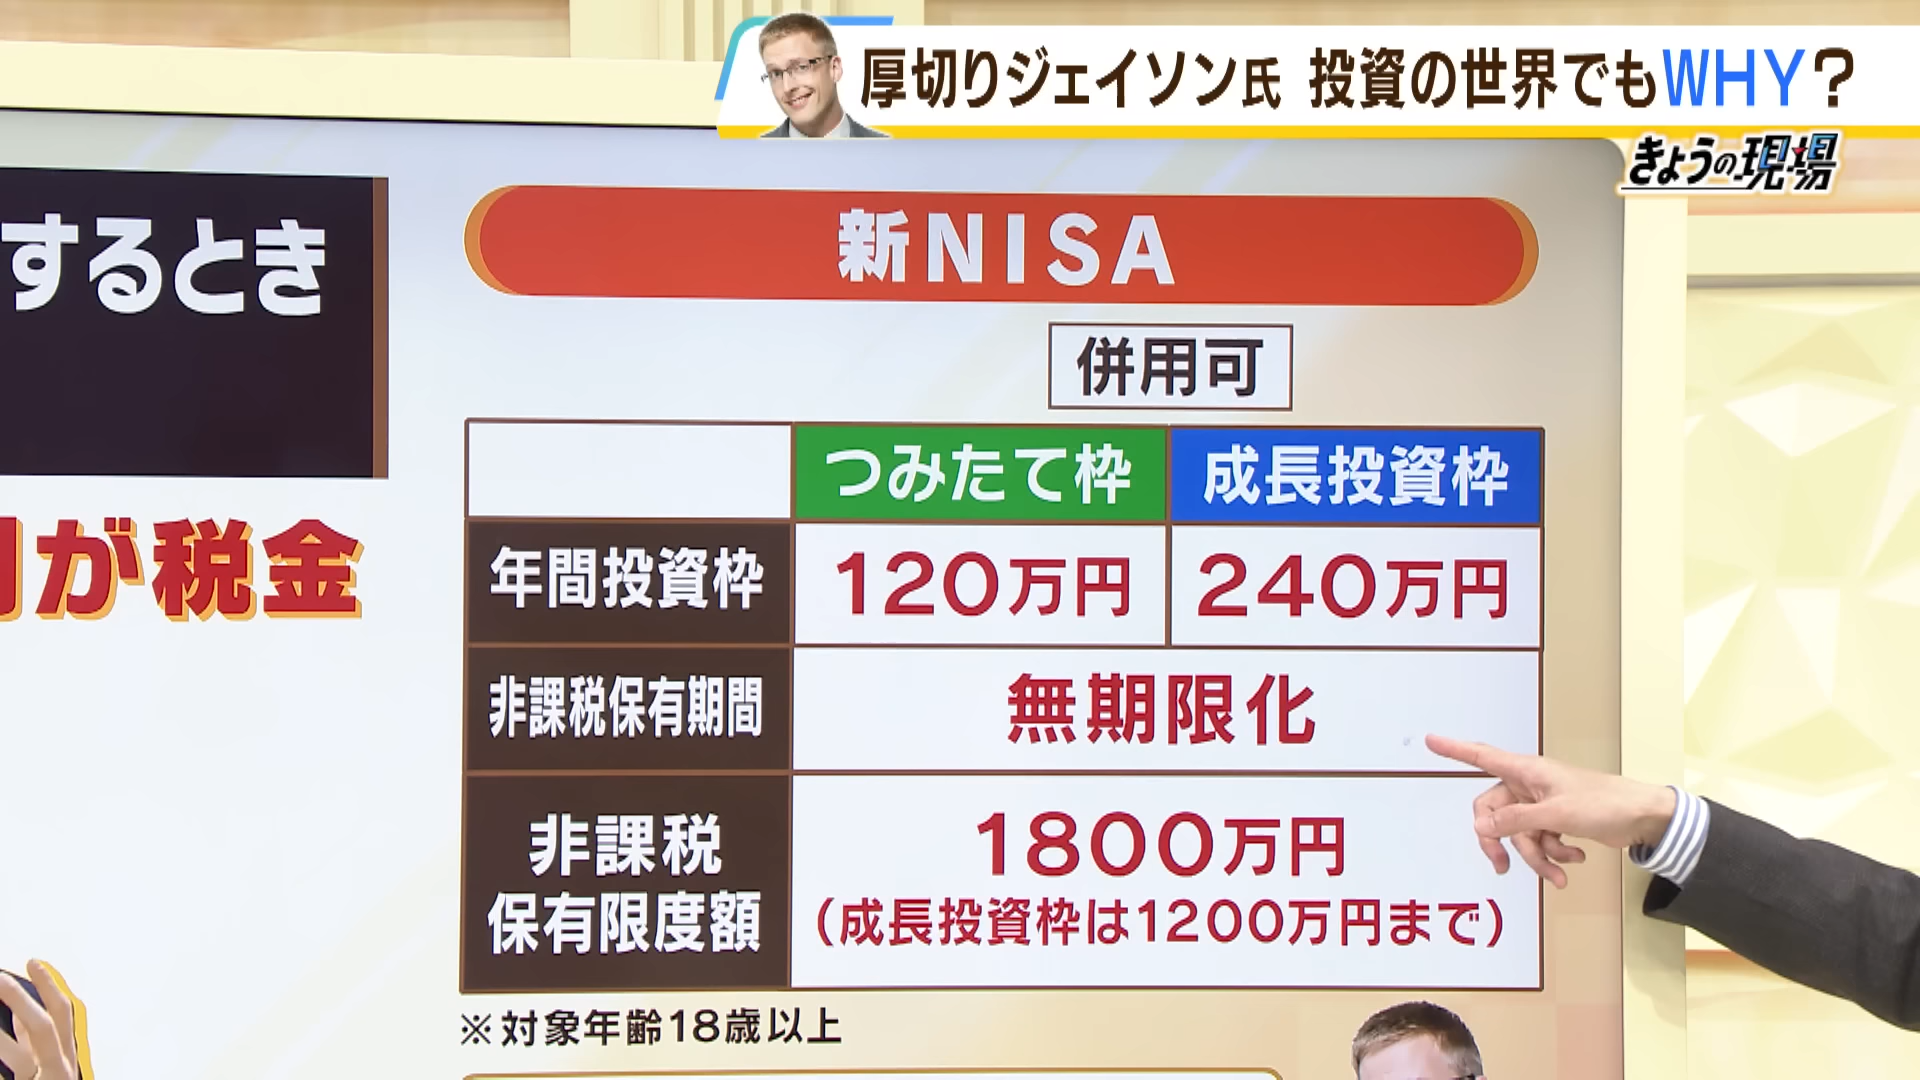 厚切りジェイソン氏 投資の世界でもWHY?
きょうの現場
するとき
が税金
新NISA
併用可
つみたて枠 成長投資枠
年間投資枠 120万円 240万円
非課税保有期間 無期限化
非課税
保有限度額
1800万円
(成長投資枠は1200万円まで)
※対象年齢18歳以上